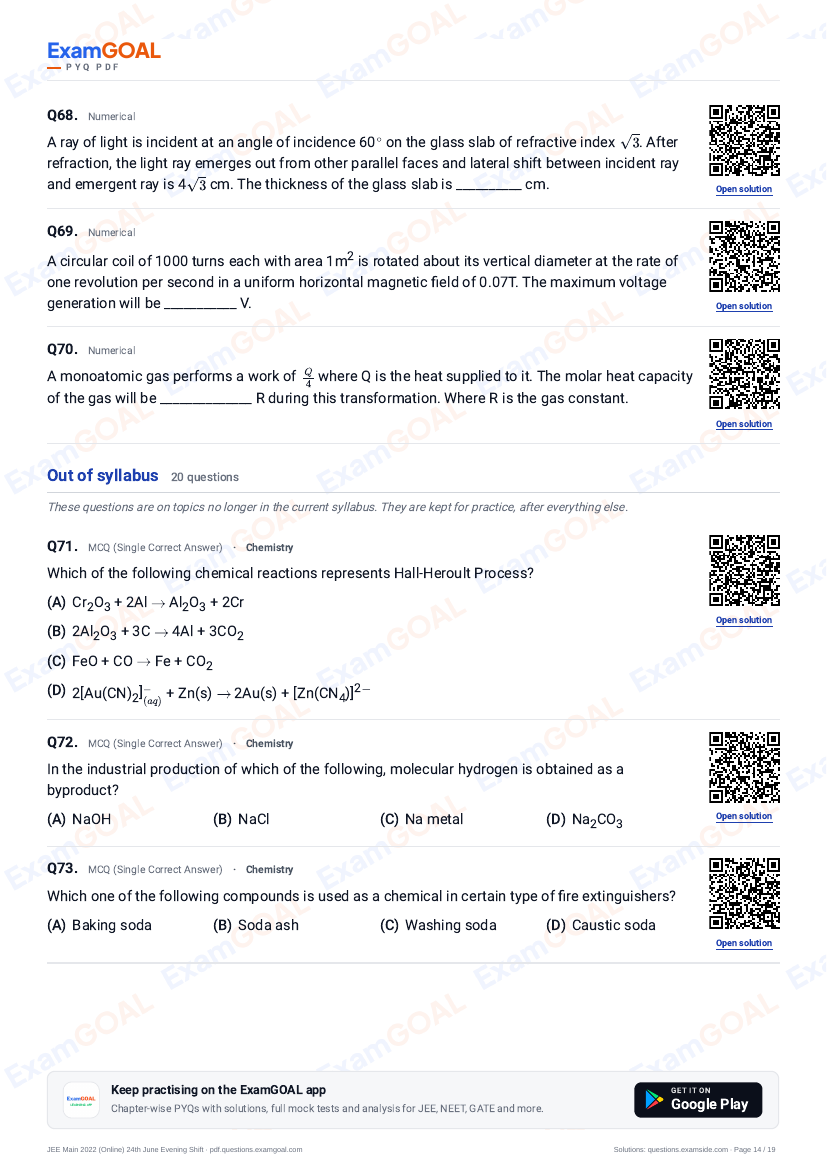 ExamGOAL
PYQ PDF
Q68. Numerical
A ray of light is incident at an angle of incidence 60° on the glass slab of refractive index √3. After
refraction, the light ray emerges out from other parallel faces and lateral shift between incident ray
and emergent ray is 4√3 cm. The thickness of the glass slab is __________ cm.
Open solution
Q69. Numerical
A circular coil of 1000 turns each with area 1m² is rotated about its vertical diameter at the rate of
one revolution per second in a uniform horizontal magnetic field of 0.07T. The maximum voltage
generation will be ___________ V.
Open solution
Q70. Numerical
A monoatomic gas performs a work of Q/4 where Q is the heat supplied to it. The molar heat capacity
of the gas will be ______________ R during this transformation. Where R is the gas constant.
Open solution
Out of syllabus 20 questions
These questions are on topics no longer in the current syllabus. They are kept for practice, after everything else.
Q71. MCQ (Single Correct Answer) · Chemistry
Which of the following chemical reactions represents Hall-Heroult Process?
(A) Cr₂O₃ + 2Al → Al₂O₃ + 2Cr
(B) 2Al₂O₃ + 3C → 4Al + 3CO₂
(C) FeO + CO → Fe + CO₂
(D) 2[Au(CN)₂]⁻(aq) + Zn(s) → 2Au(s) + [Zn(CN₄)]²⁻
Open solution
Q72. MCQ (Single Correct Answer) · Chemistry
In the industrial production of which of the following, molecular hydrogen is obtained as a
byproduct?
(A) NaOH (B) NaCl (C) Na metal (D) Na₂CO₃
Open solution
Q73. MCQ (Single Correct Answer) · Chemistry
Which one of the following compounds is used as a chemical in certain type of fire extinguishers?
(A) Baking soda (B) Soda ash (C) Washing soda (D) Caustic soda
Open solution
ExamGOAL
Keep practising on the ExamGOAL app
Chapter-wise PYQs with solutions, full mock tests and analysis for JEE, NEET, GATE and more.
GET IT ON
Google Play
JEE Main 2022 (Online) 24th June Evening Shift · pdf.questions.examgoal.com
Solutions: questions.examside.com · Page 14 / 19